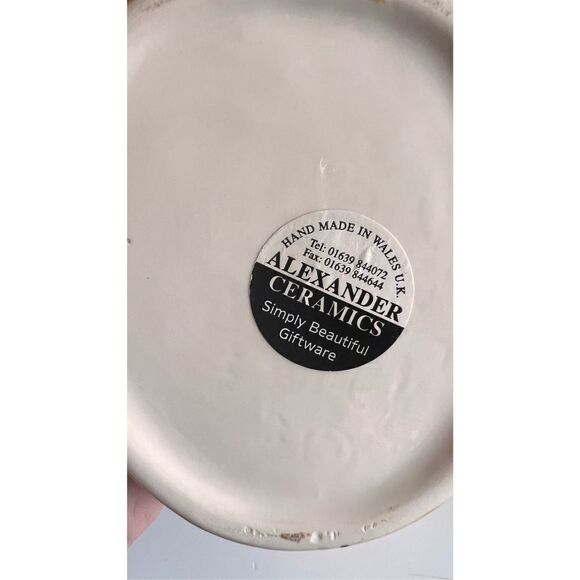 HAND MADE IN WALES U.K.
Tel: 01639 844072
Fax: 01639 844644
ALEXANDER
CERAMICS
Simply Beautiful
Giftware